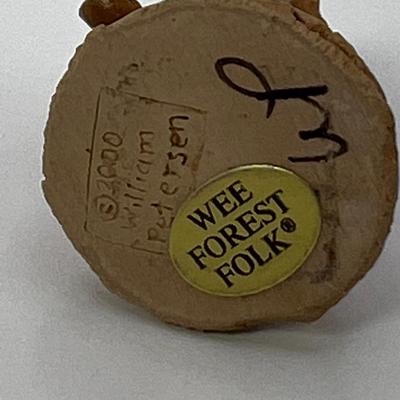 ©2000
William
Petersen
WEE
FOREST
FOLK®